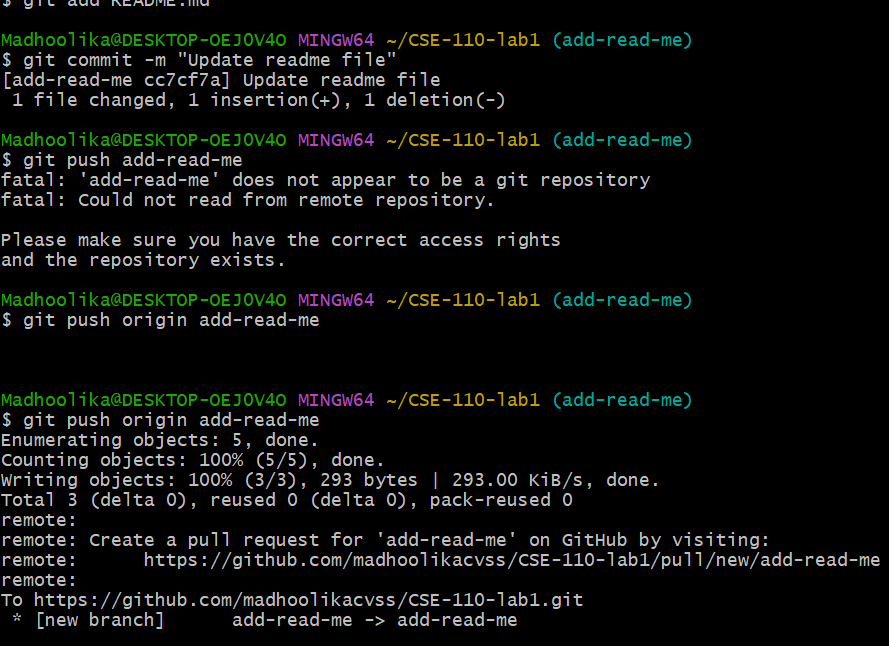 $ git add README.md
Madhoolika@DESKTOP-OEJ0V4O MINGW64 ~/CSE-110-lab1 (add-read-me)
$ git commit -m "Update readme file"
[add-read-me cc7cf7a] Update readme file
 1 file changed, 1 insertion(+), 1 deletion(-)
Madhoolika@DESKTOP-OEJ0V4O MINGW64 ~/CSE-110-lab1 (add-read-me)
$ git push add-read-me
fatal: 'add-read-me' does not appear to be a git repository
fatal: Could not read from remote repository.
Please make sure you have the correct access rights
and the repository exists.
Madhoolika@DESKTOP-OEJ0V4O MINGW64 ~/CSE-110-lab1 (add-read-me)
$ git push origin add-read-me
Madhoolika@DESKTOP-OEJ0V4O MINGW64 ~/CSE-110-lab1 (add-read-me)
$ git push origin add-read-me
Enumerating objects: 5, done.
Counting objects: 100% (5/5), done.
Writing objects: 100% (3/3), 293 bytes | 293.00 KiB/s, done.
Total 3 (delta 0), reused 0 (delta 0), pack-reused 0
remote:
remote: Create a pull request for 'add-read-me' on GitHub by visiting:
remote:      https://github.com/madhoolikacvss/CSE-110-lab1/pull/new/add-read-me
remote:
To https://github.com/madhoolikacvss/CSE-110-lab1.git
 * [new branch]      add-read-me -> add-read-me